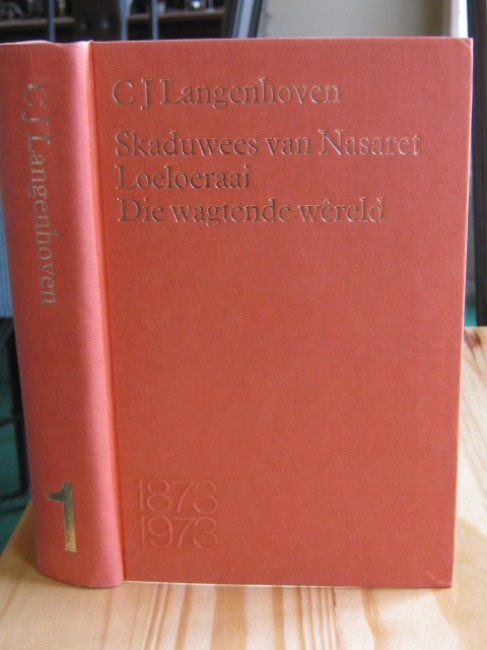 C J Langenhoven
1
C J Langenhoven
Skaduwees van Nasaret
Loeloeraai
Die wagtende wêreld
1873
1973